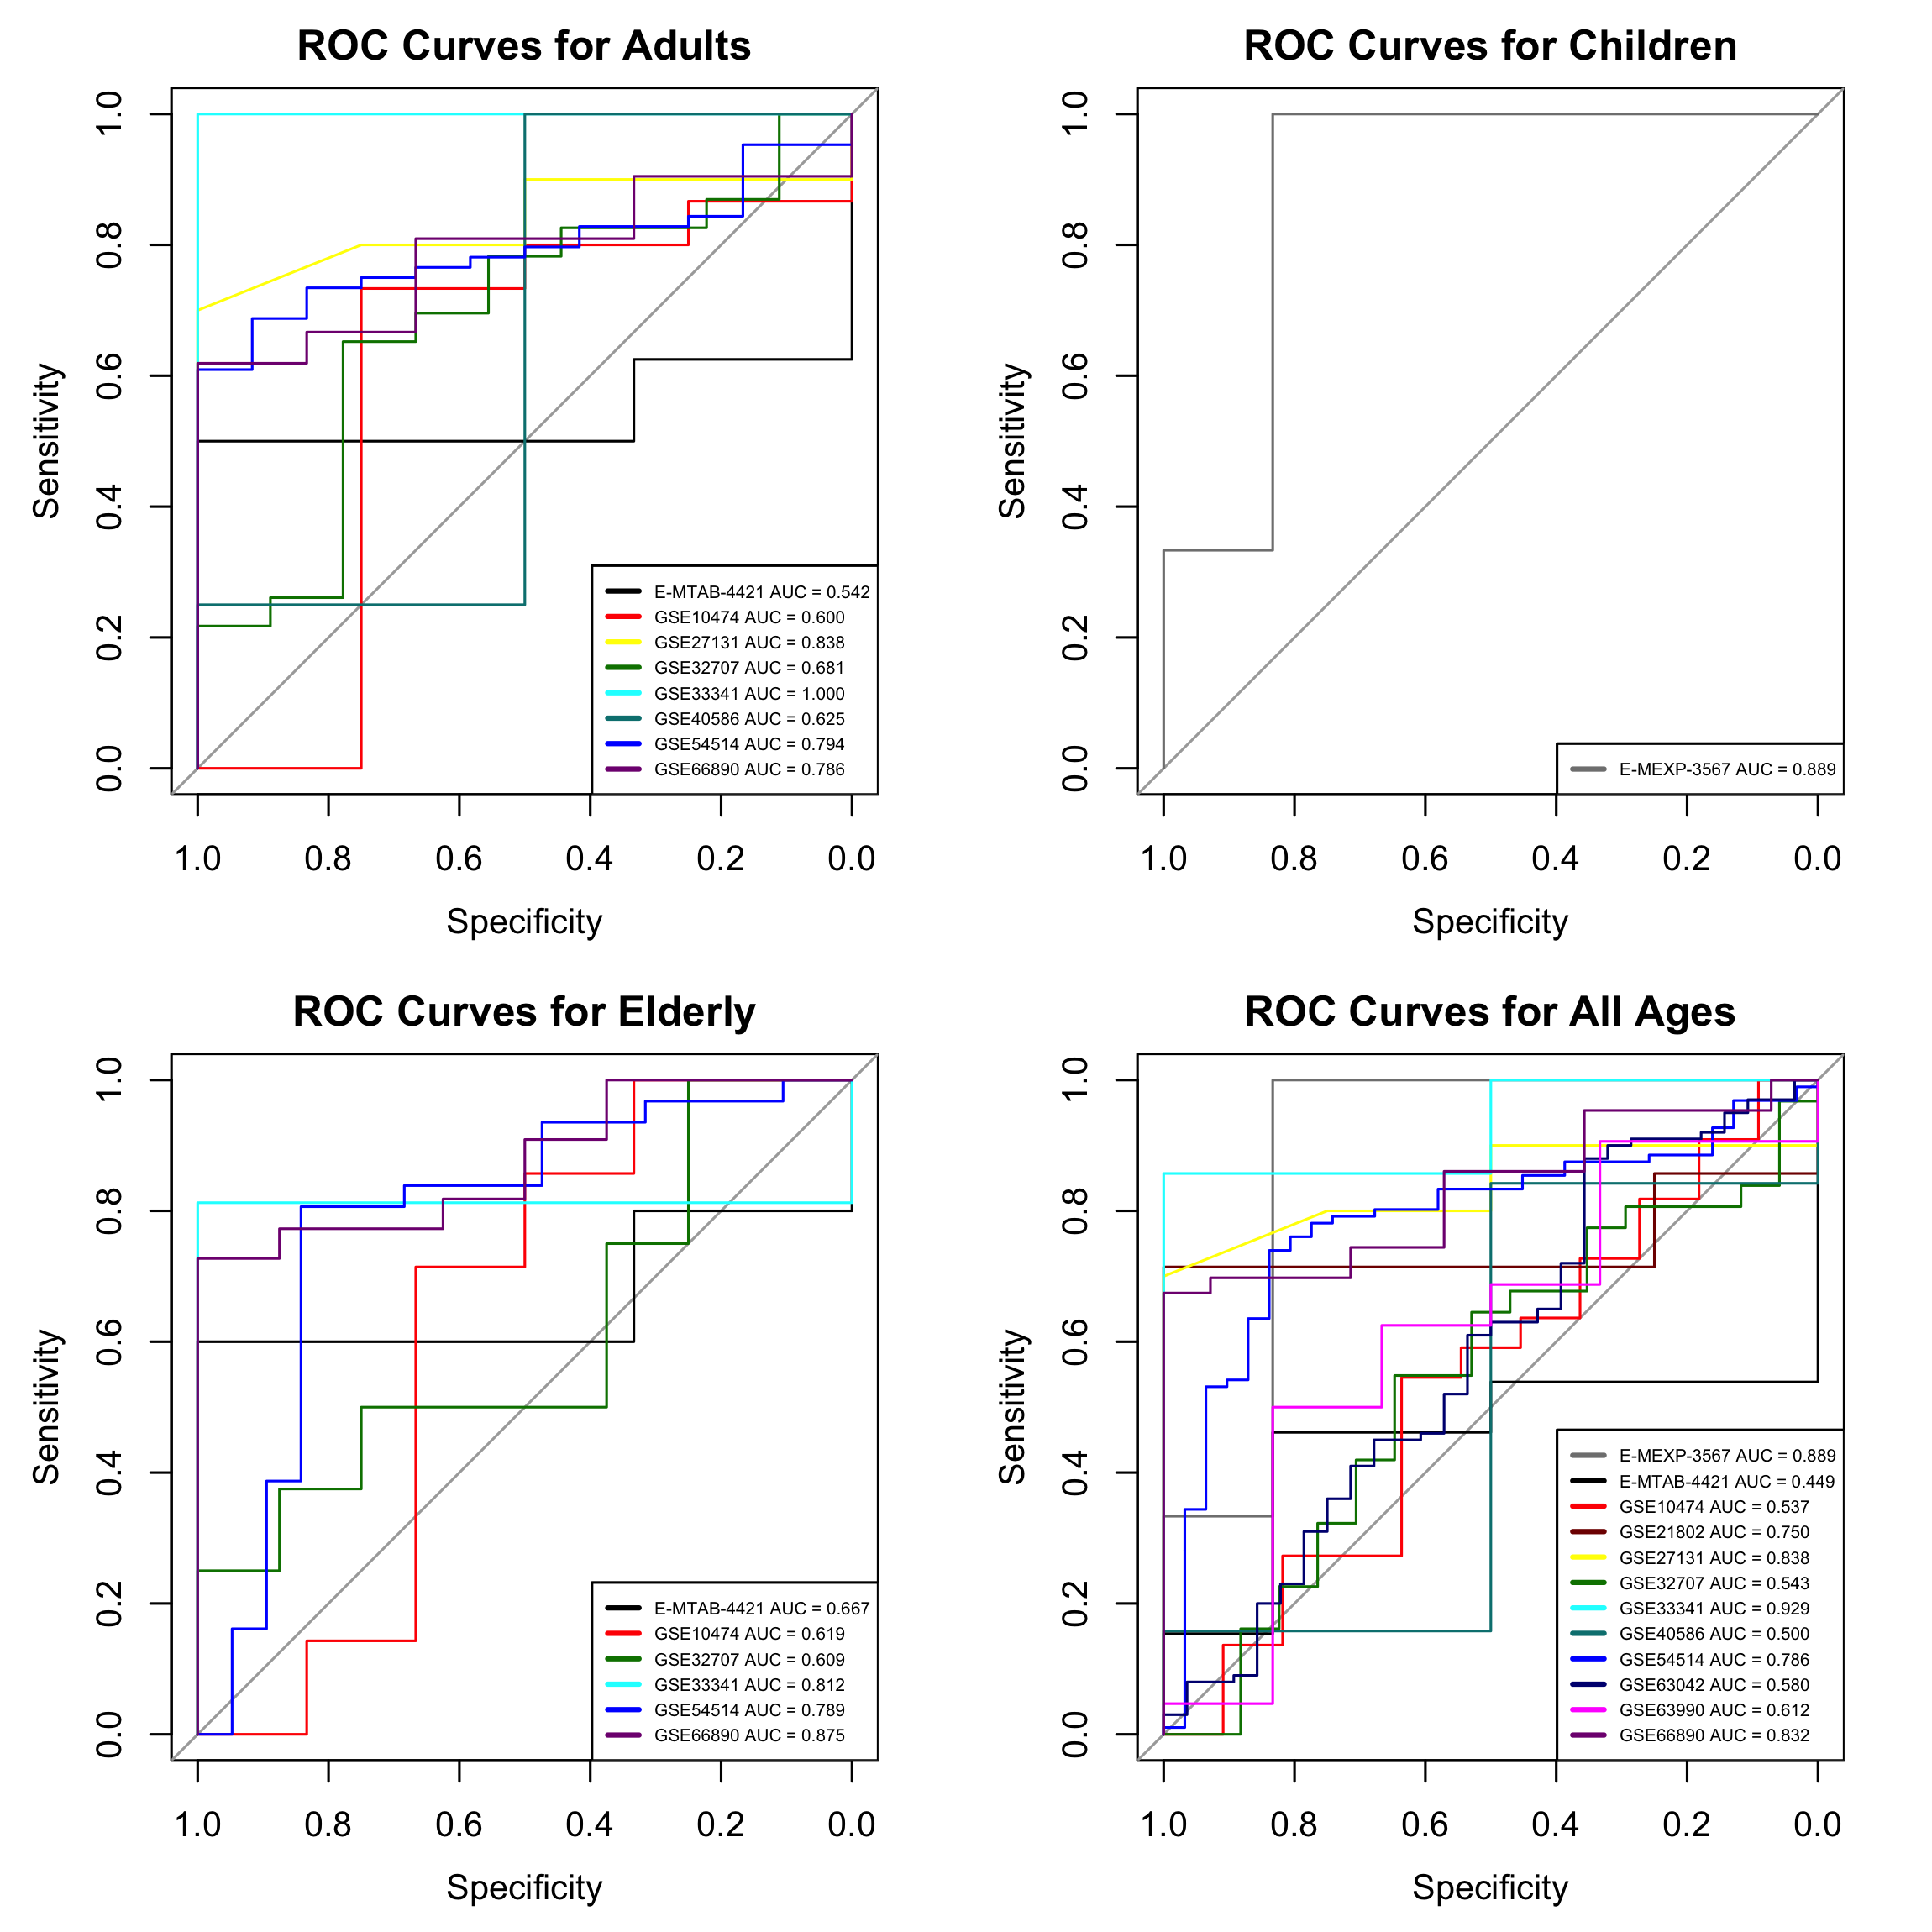 ROC Curves for Adults
Sensitivity
1.0
0.8
0.6
0.4
0.2
0.0
E-MTAB-4421 AUC = 0.542
GSE10474 AUC = 0.600
GSE27131 AUC = 0.838
GSE32707 AUC = 0.681
GSE33341 AUC = 1.000
GSE40586 AUC = 0.625
GSE54514 AUC = 0.794
GSE66890 AUC = 0.786
1.0 0.8 0.6 0.4 0.2 0.0
Specificity
ROC Curves for Children
Sensitivity
1.0
0.8
0.6
0.4
0.2
0.0
E-MEXP-3567 AUC = 0.889
1.0 0.8 0.6 0.4 0.2 0.0
Specificity
ROC Curves for Elderly
Sensitivity
1.0
0.8
0.6
0.4
0.2
0.0
E-MTAB-4421 AUC = 0.667
GSE10474 AUC = 0.619
GSE32707 AUC = 0.609
GSE33341 AUC = 0.812
GSE54514 AUC = 0.789
GSE66890 AUC = 0.875
1.0 0.8 0.6 0.4 0.2 0.0
Specificity
ROC Curves for All Ages
Sensitivity
1.0
0.8
0.6
0.4
0.2
0.0
E-MEXP-3567 AUC = 0.889
E-MTAB-4421 AUC = 0.449
GSE10474 AUC = 0.537
GSE21802 AUC = 0.750
GSE27131 AUC = 0.838
GSE32707 AUC = 0.543
GSE33341 AUC = 0.929
GSE40586 AUC = 0.500
GSE54514 AUC = 0.786
GSE63042 AUC = 0.580
GSE63990 AUC = 0.612
GSE66890 AUC = 0.832
1.0 0.8 0.6 0.4 0.2 0.0
Specificity